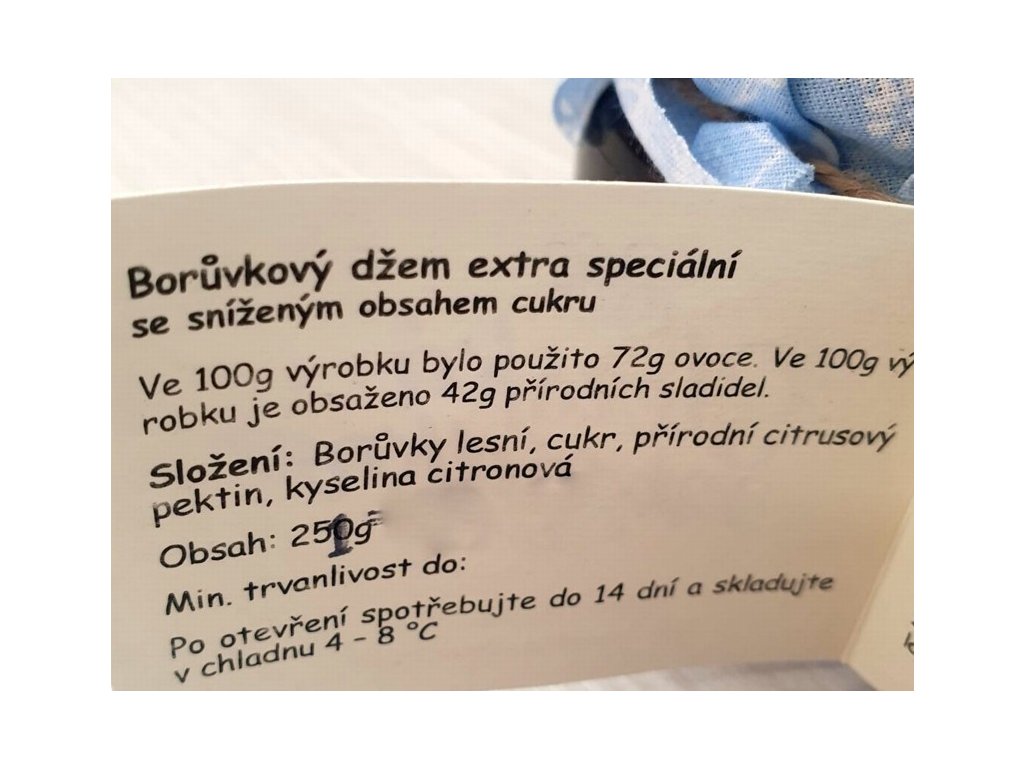 Borůvkový džem extra speciální
se sníženým obsahem cukru
Ve 100g výrobku bylo použito 72g ovoce. Ve 100g vý
robku je obsaženo 42g přírodních sladidel.
Složení: Borůvky lesní, cukr, přírodní citrusový
pektin, kyselina citronová
Obsah: 250g
Min. trvanlivost do:
Po otevření spotřebujte do 14 dní a skladujte
v chladnu 4 - 8 °C